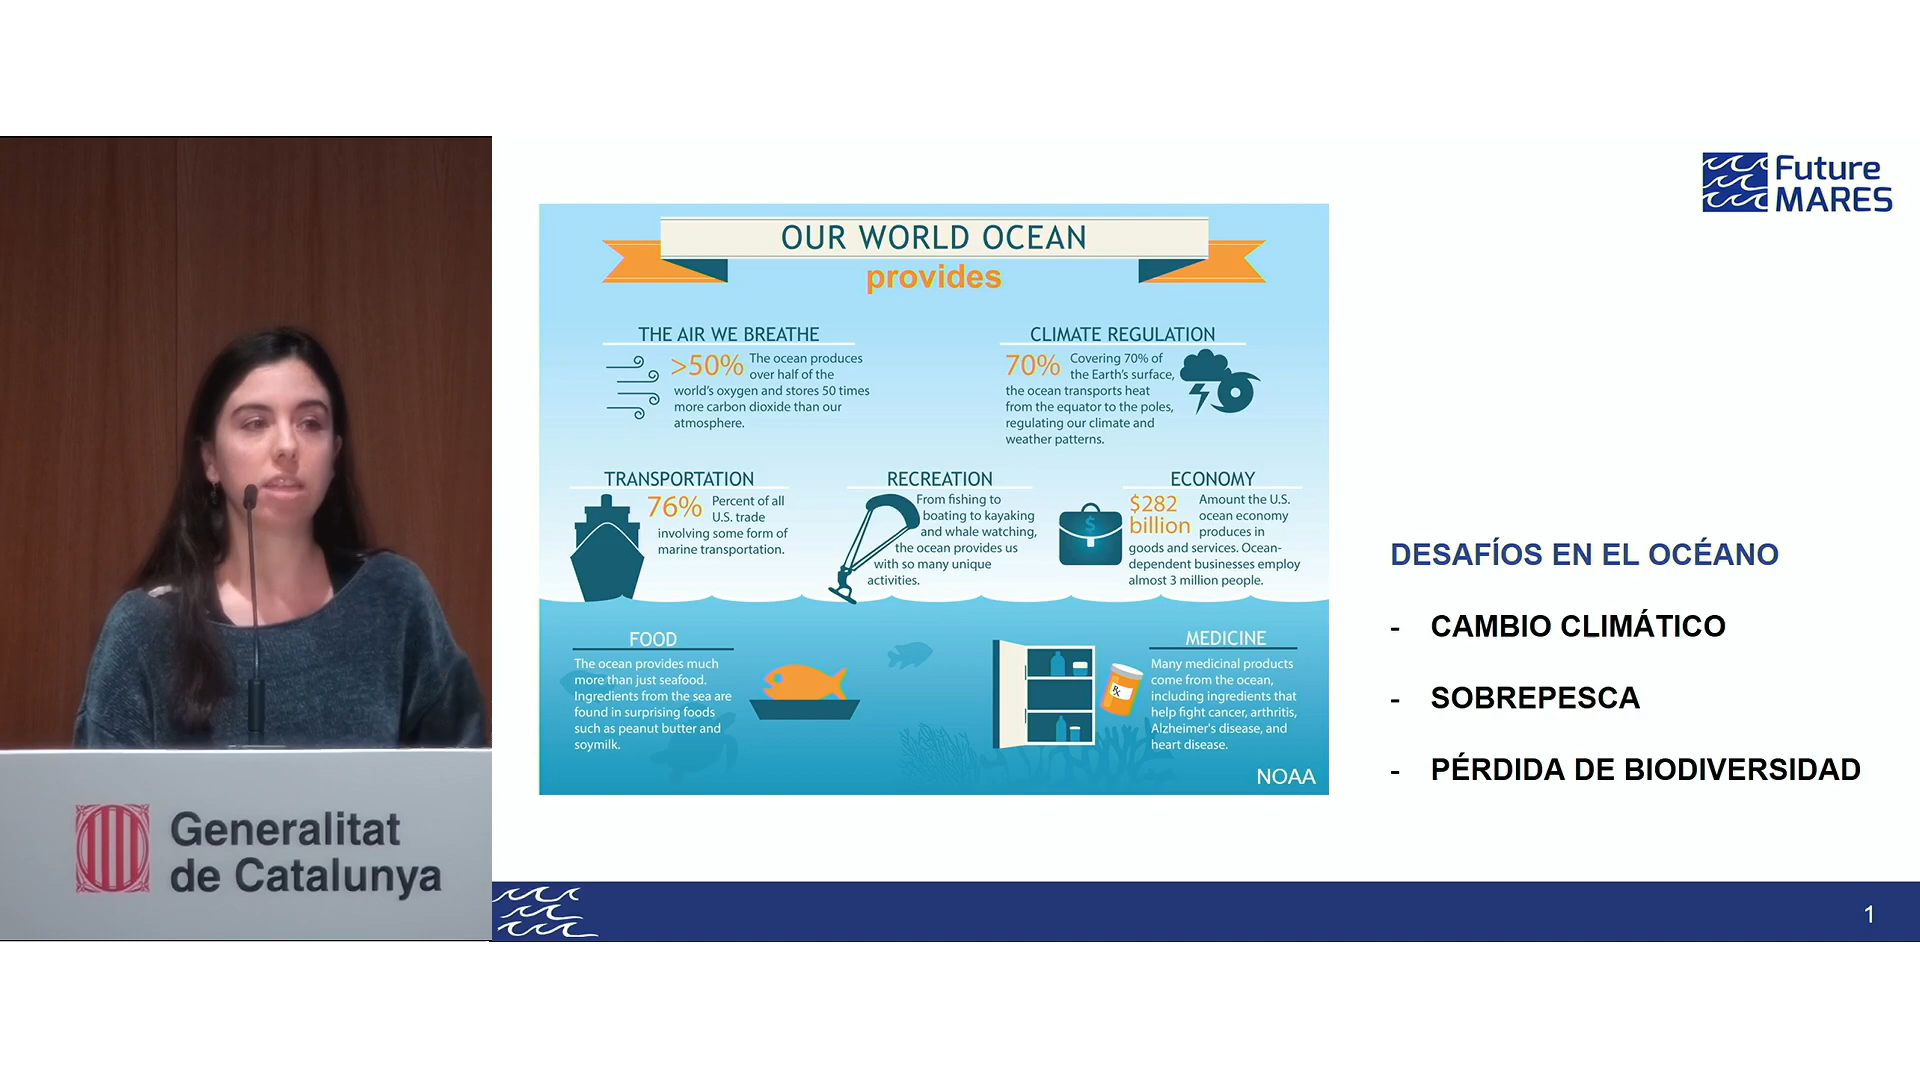 Future
MARES
OUR WORLD OCEAN
provides
THE AIR WE BREATHE
>50% The ocean produces
over half of the
world's oxygen and stores 50 times
more carbon dioxide than our
atmosphere.
CLIMATE REGULATION
70% Covering 70% of
the Earth's surface,
the ocean transports heat
from the equator to the poles,
regulating our climate and
weather patterns.
TRANSPORTATION
76% Percent of all
U.S. trade
involving some form of
marine transportation.
RECREATION
From fishing to
boating to kayaking
and whale watching,
the ocean provides us
with so many unique
activities.
ECONOMY
$282 Amount the U.S.
ocean economy
billion produces in
goods and services. Ocean-
dependent businesses employ
almost 3 million people.
$
FOOD
The ocean provides much
more than just seafood.
Ingredients from the sea are
found in surprising foods
such as peanut butter and
soymilk.
MEDICINE
Many medicinal products
come from the ocean,
including ingredients that
help fight cancer, arthritis,
Alzheimer's disease, and
heart disease.
Rx
NOAA
DESAFÍOS EN EL OCÉANO
- CAMBIO CLIMÁTICO
- SOBREPESCA
- PÉRDIDA DE BIODIVERSIDAD
Generalitat
de Catalunya
1